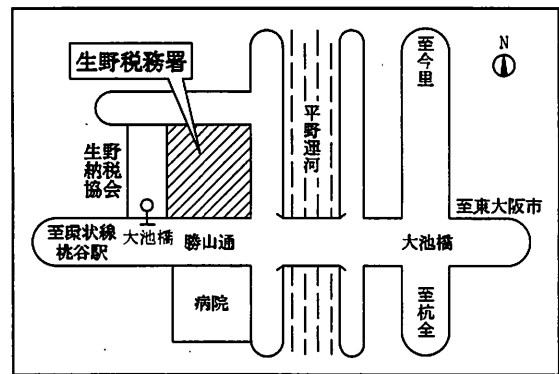 生野税務署
至今里
N
平野運河
生野
納税
協会
至東大阪市
至環状線
桃谷駅
大池橋
勝山通
大池橋
病院
至杭全